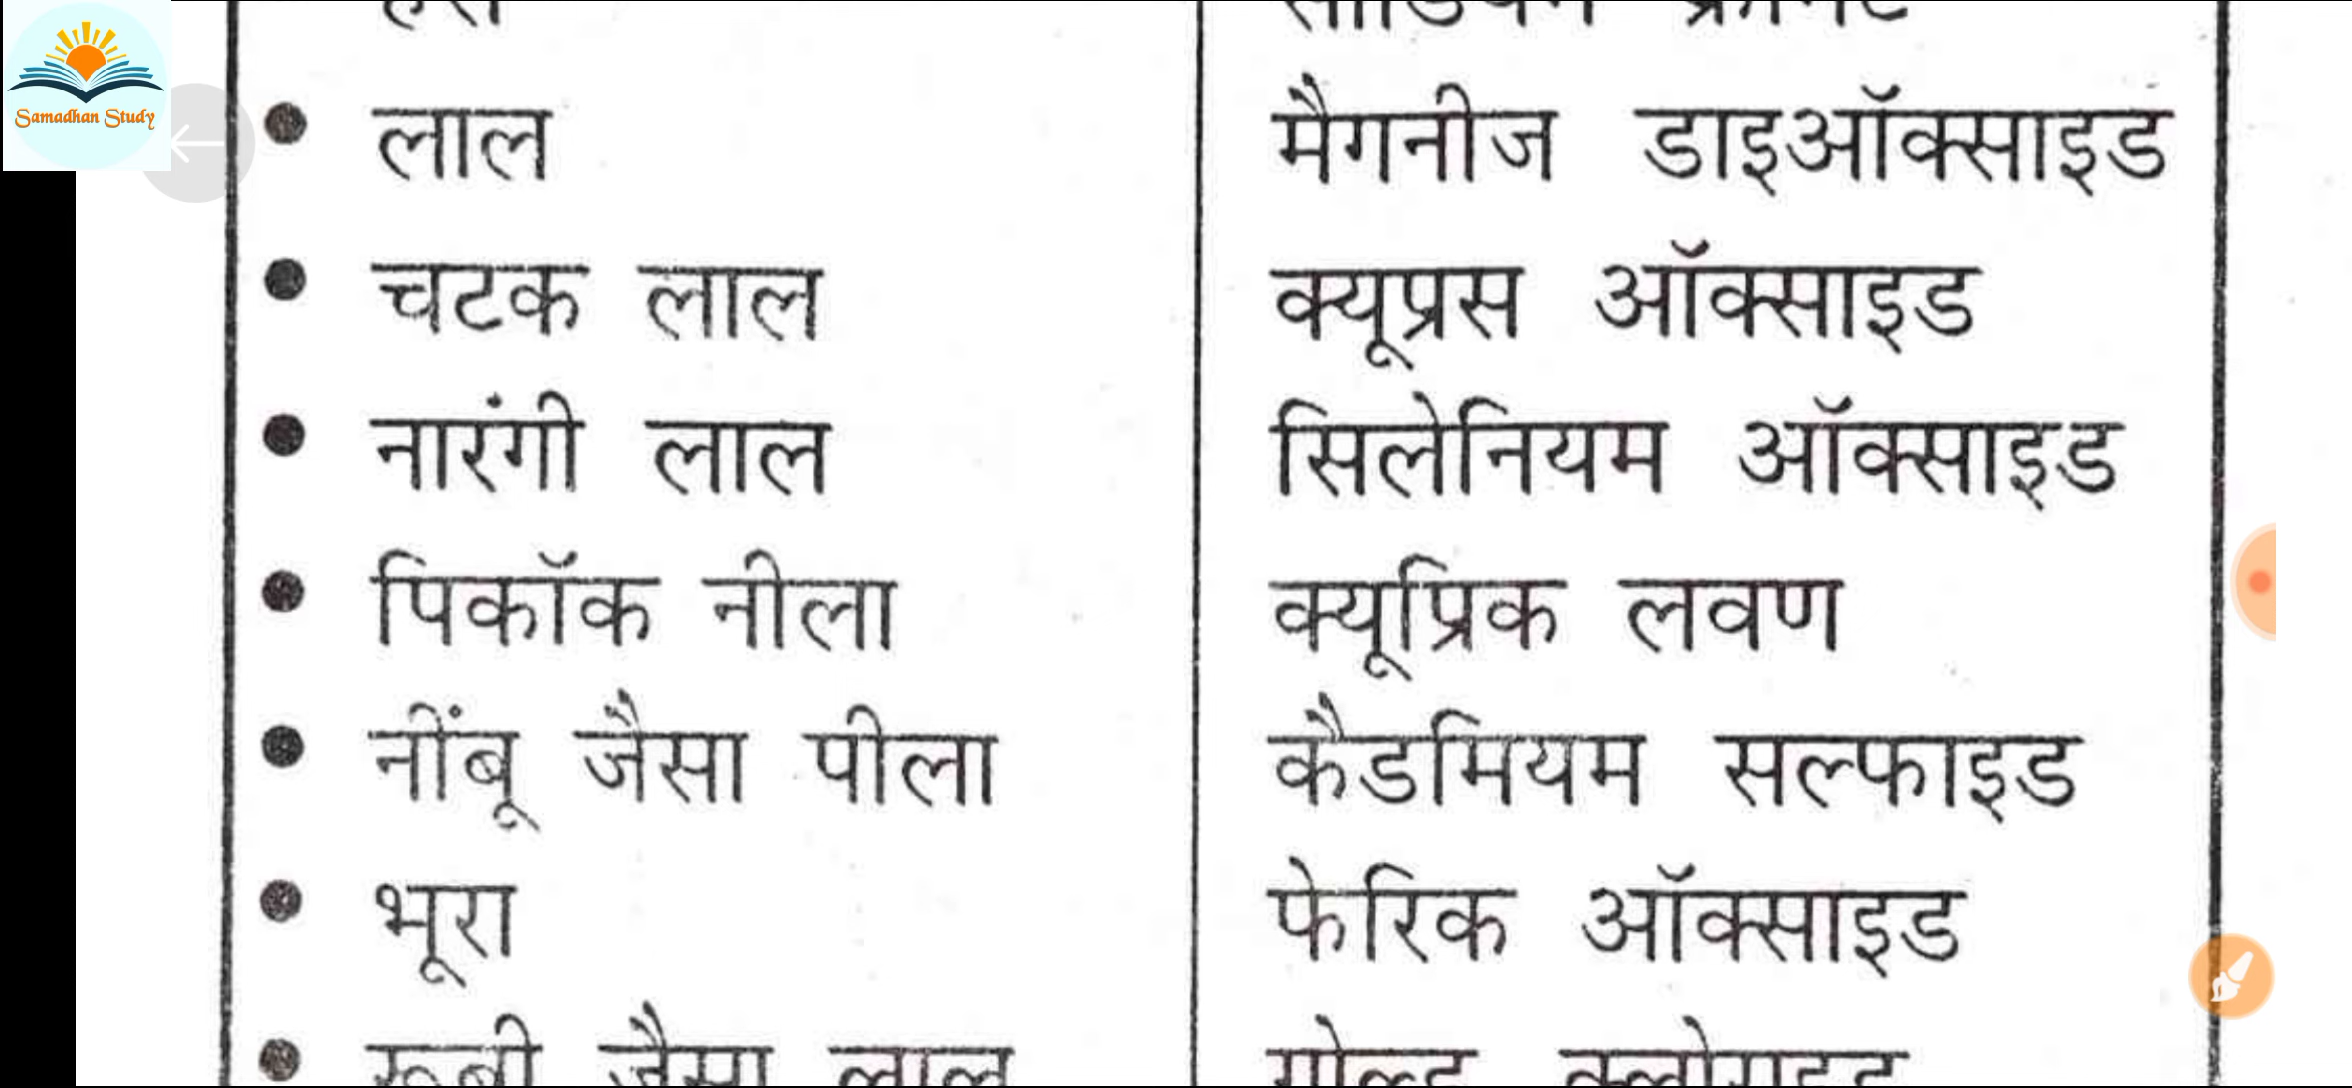 Samadhan Study
लाल मैगनीज डाइऑक्साइड
चटक लाल क्यूप्रस ऑक्साइड
नारंगी लाल सिलेनियम ऑक्साइड
पिकॉक नीला क्यूप्रिक लवण
नींबू जैसा पीला कैडमियम सल्फाइड
भूरा फेरिक ऑक्साइड
रूबी जैसा लाल गोल्ड क्लोराइड